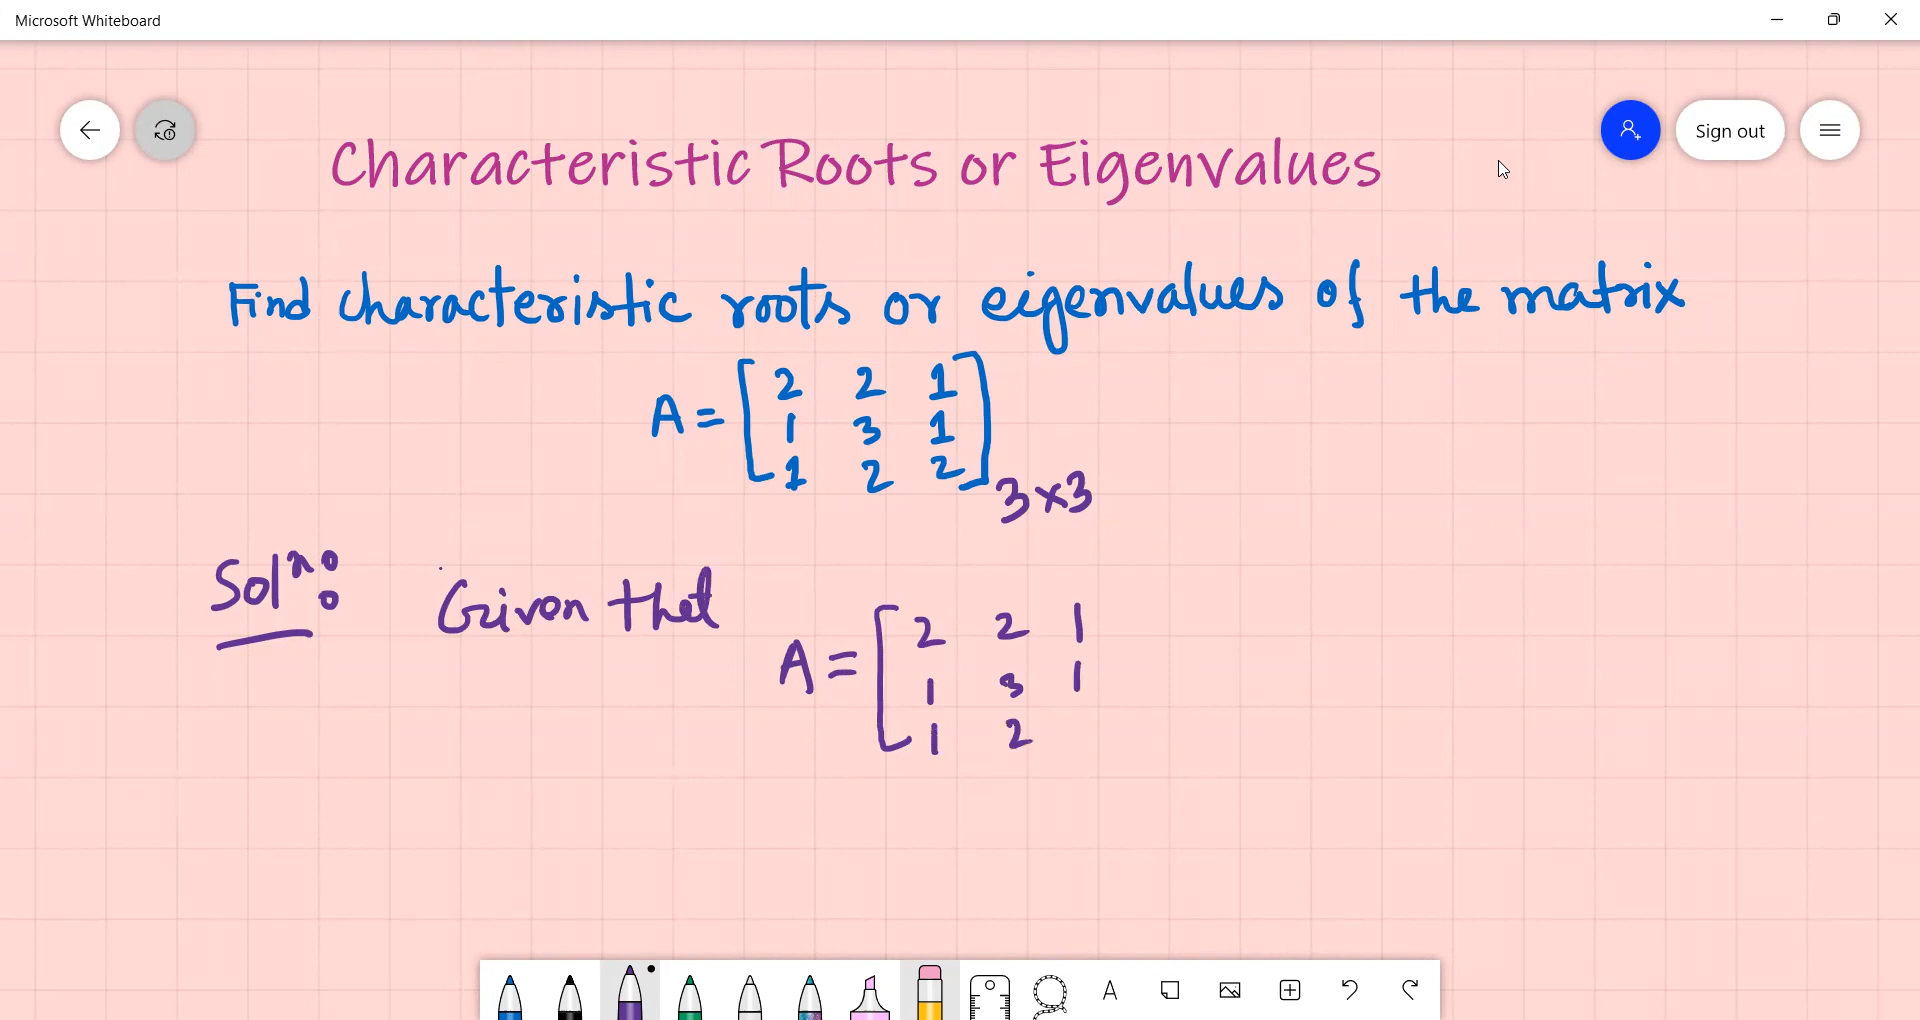 Microsoft Whiteboard
Sign out
Characteristic Roots or Eigenvalues
Find characteristic roots or eigenvalues of the matrix
A = [2 2 1
1 3 1
1 2 2] 3×3
Solⁿ: Given that
A = [2 2 1
1 3 1
1 2
A